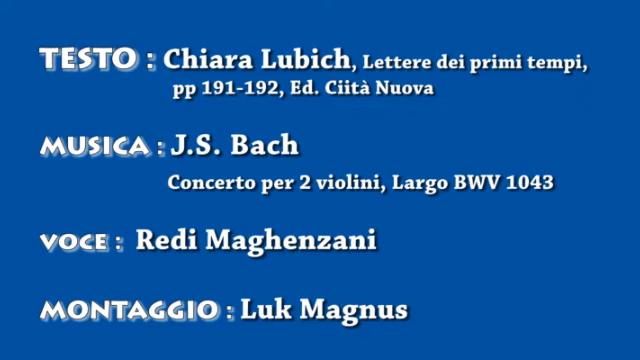 TESTO : Chiara Lubich, Lettere dei primi tempi,
pp 191-192, Ed. Ciità Nuova
MUSICA : J.S. Bach
Concerto per 2 violini, Largo BWV 1043
VOCE : Redi Maghenzani
MONTAGGIO : Luk Magnus